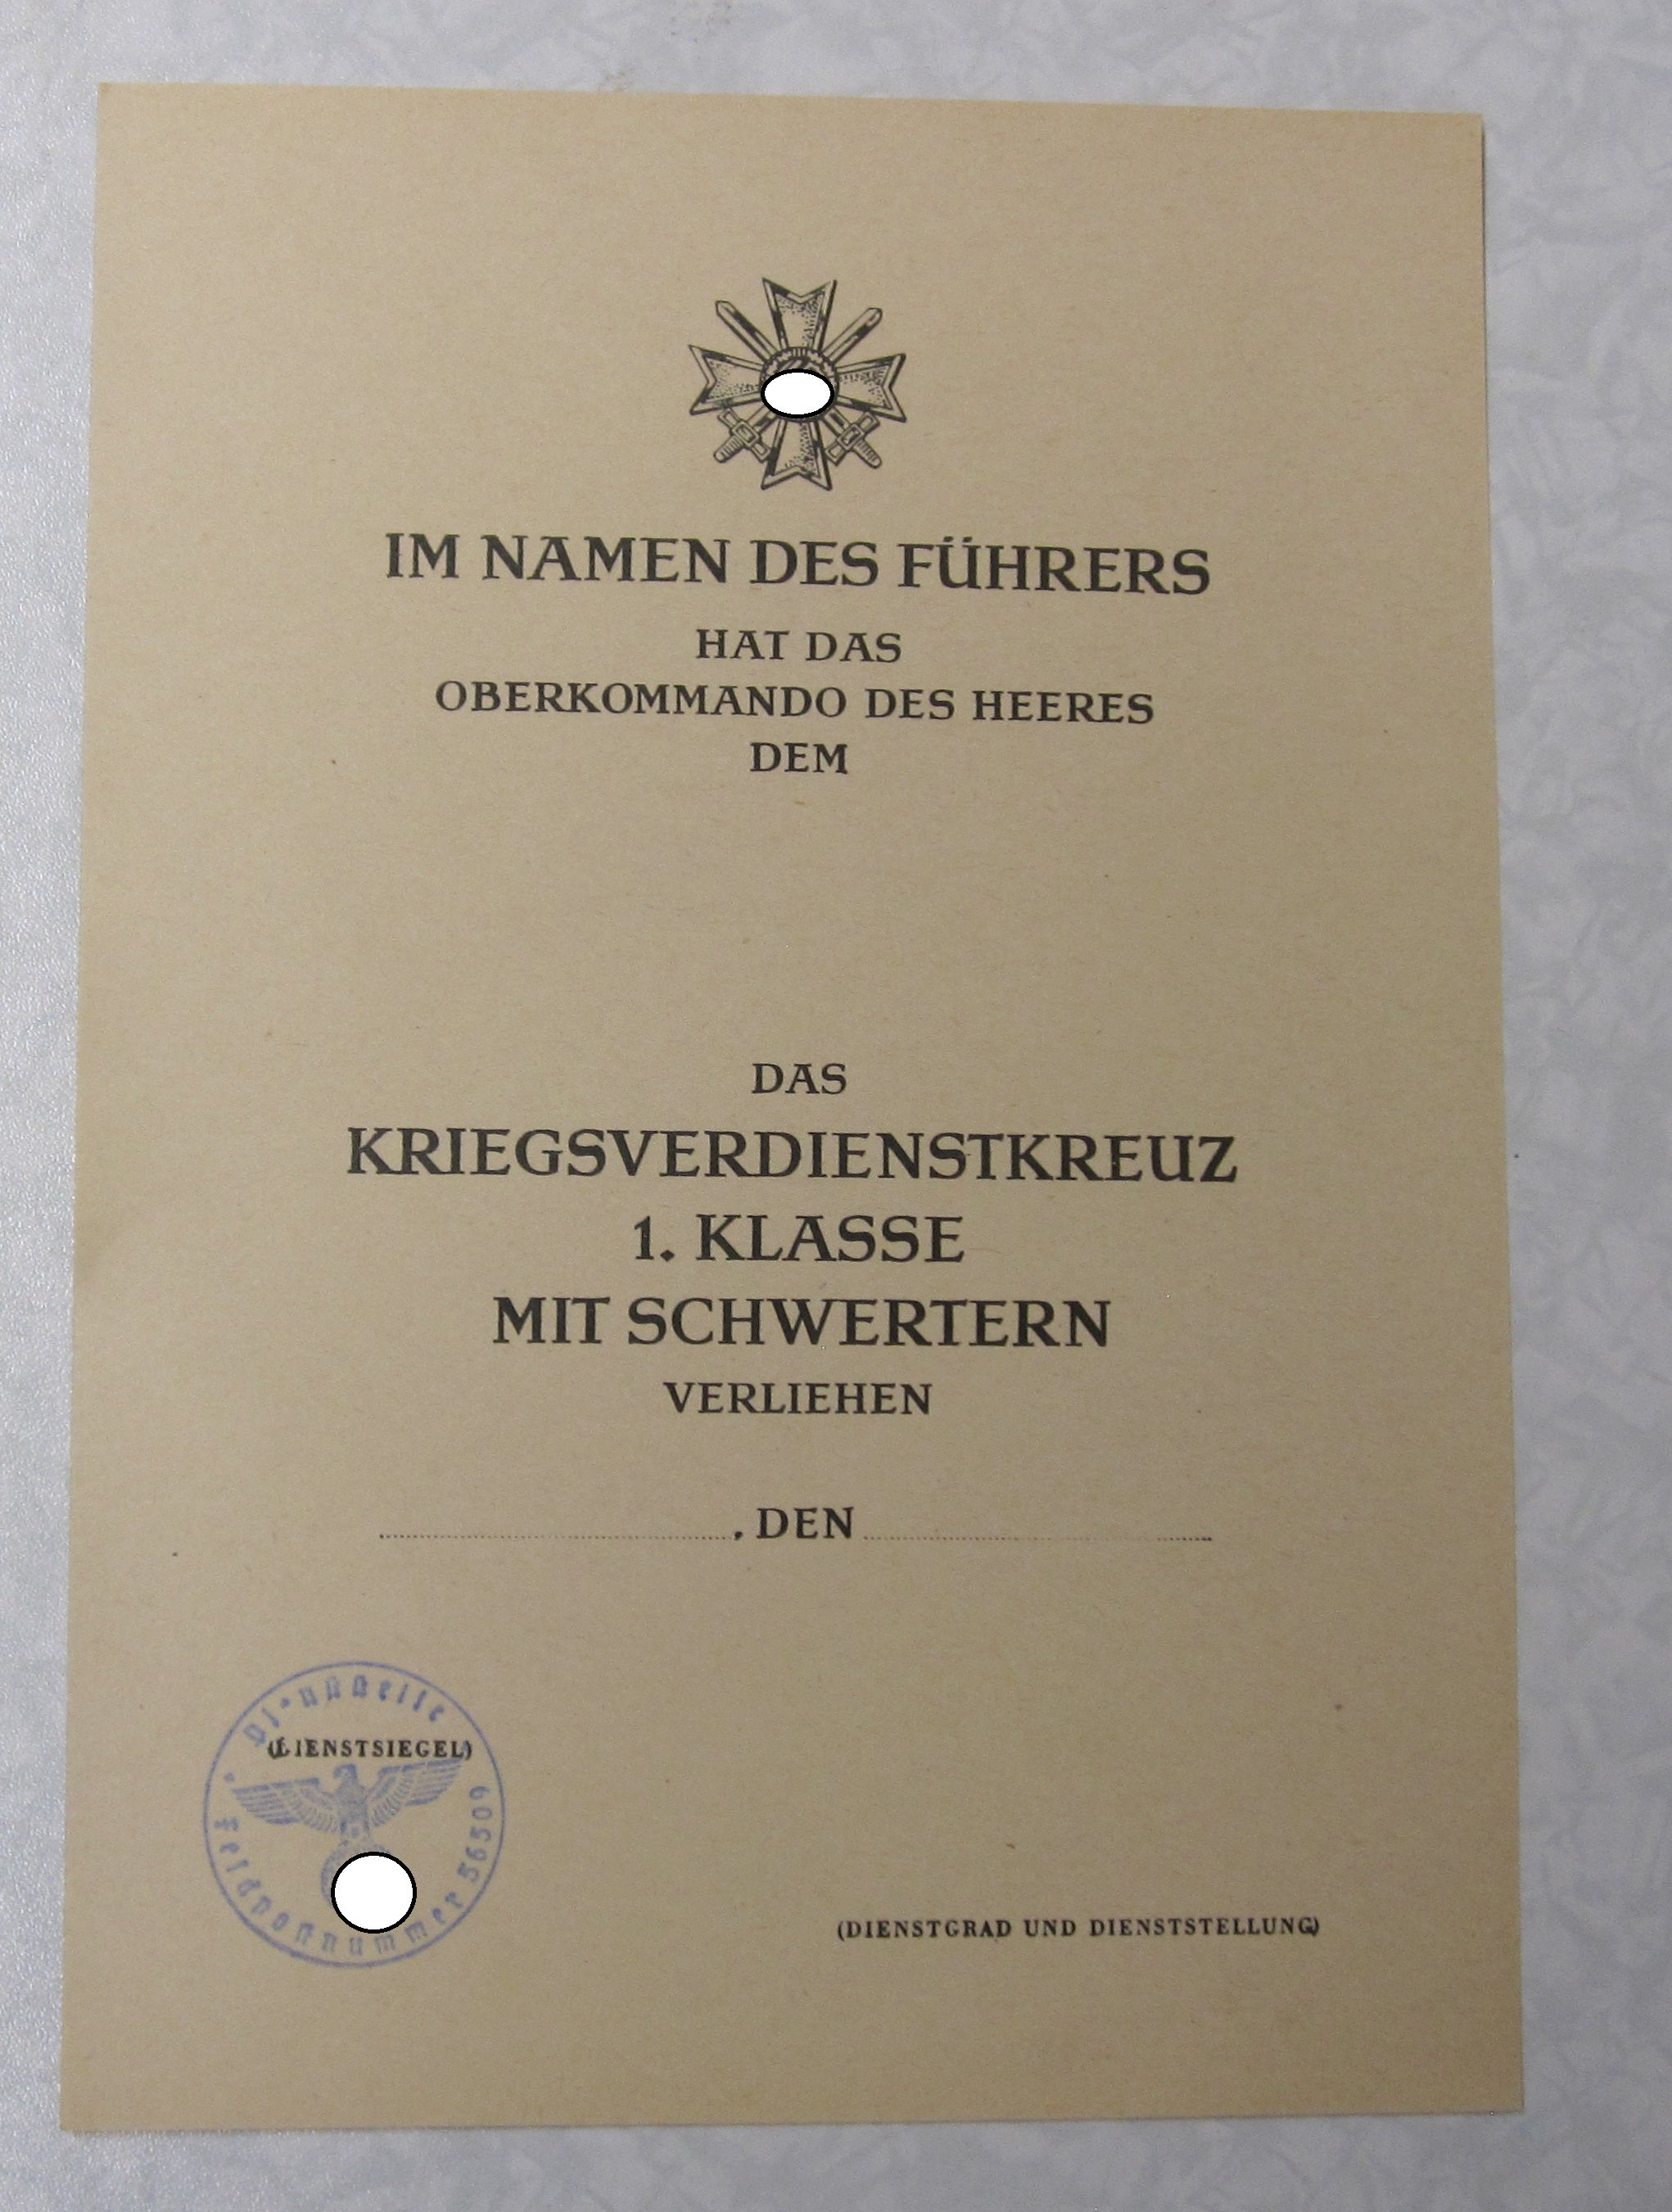 IM NAMEN DES FÜHRERS
HAT DAS
OBERKOMMANDO DES HEERES
DEM
DAS
KRIEGSVERDIENSTKREUZ
1. KLASSE
MIT SCHWERTERN
VERLIEHEN
, DEN
(DIENSTSIEGEL)
Feldpostnummer 56509
(DIENSTGRAD UND DIENSTSTELLUNG)